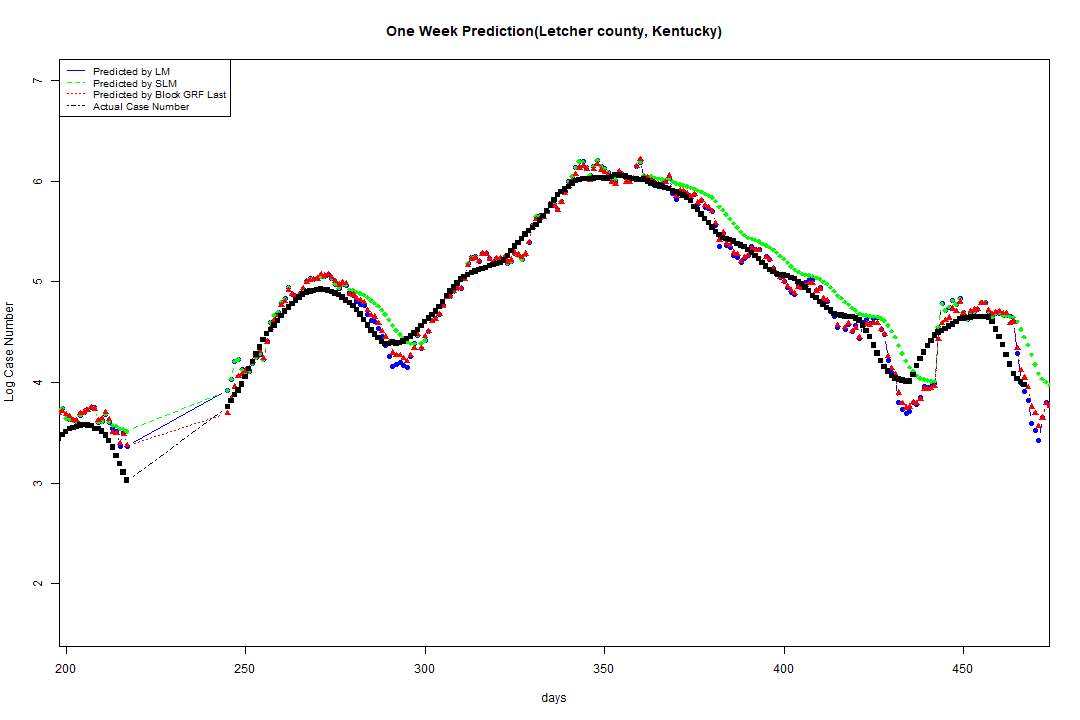 One Week Prediction(Letcher county, Kentucky)
Predicted by LM
Predicted by SLM
Predicted by Block GRF Last
Actual Case Number
7
6
5
4
3
2
Log Case Number
200 250 300 350 400 450
days